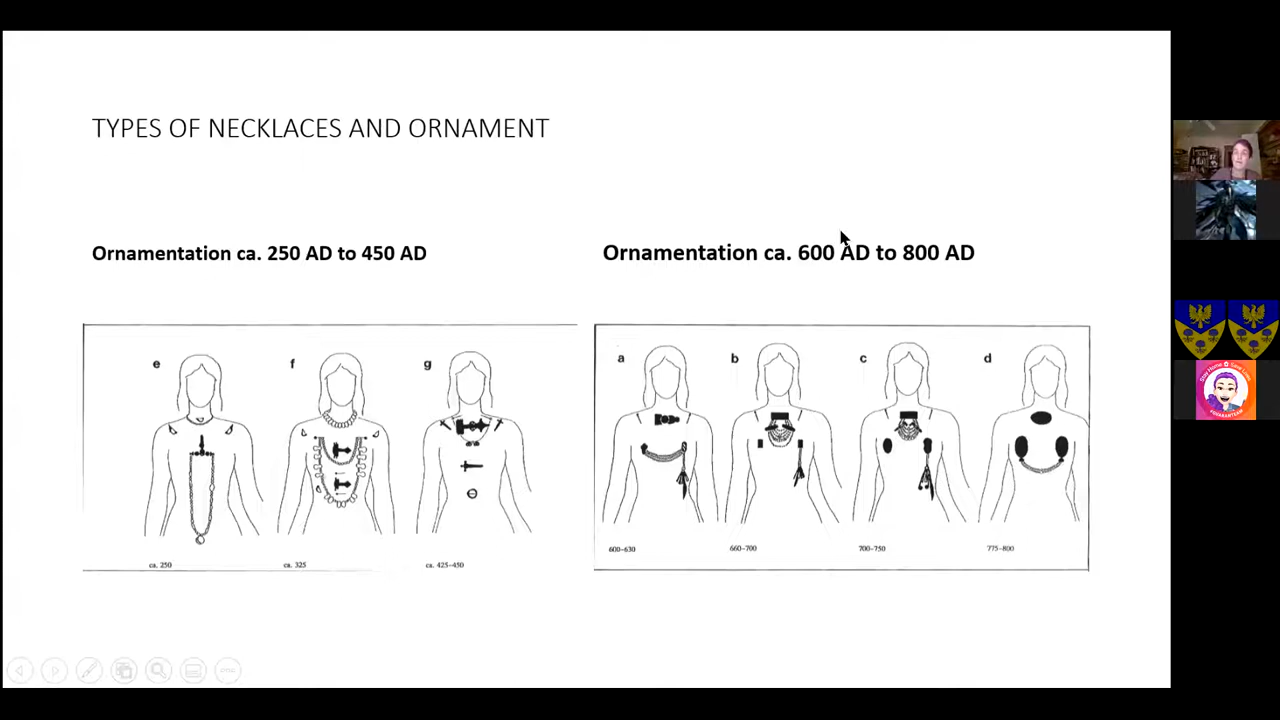 TYPES OF NECKLACES AND ORNAMENT
Ornamentation ca. 250 AD to 450 AD
Ornamentation ca. 600 AD to 800 AD
e f g
ca. 250 ca. 325 ca. 425–450
a b c d
600–630 660–700 700–750 775–800